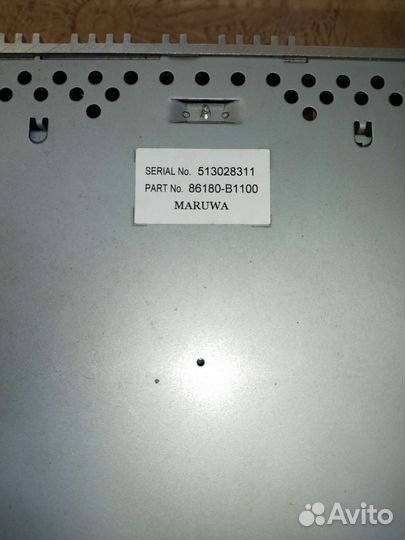 SERIAL No. 513028311
PART No. 86180-B1100
MARUWA
Avito